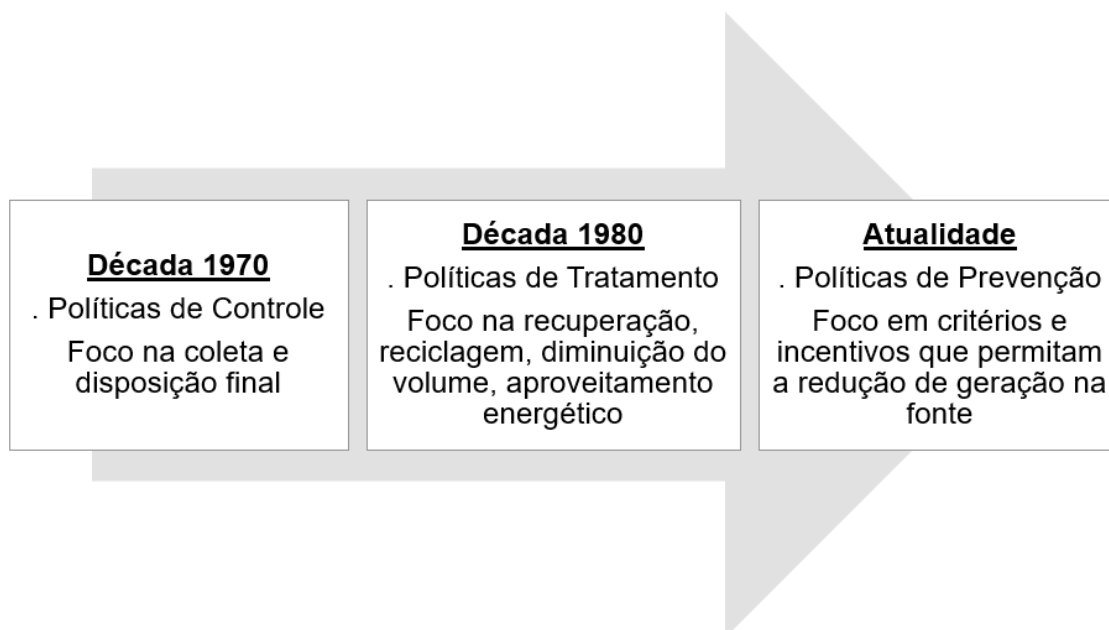 Década 1970
. Políticas de Controle
Foco na coleta e
disposição final
Década 1980
. Políticas de Tratamento
Foco na recuperação,
reciclagem, diminuição do
volume, aproveitamento
energético
Atualidade
. Políticas de Prevenção
Foco em critérios e
incentivos que permitam
a redução de geração na
fonte